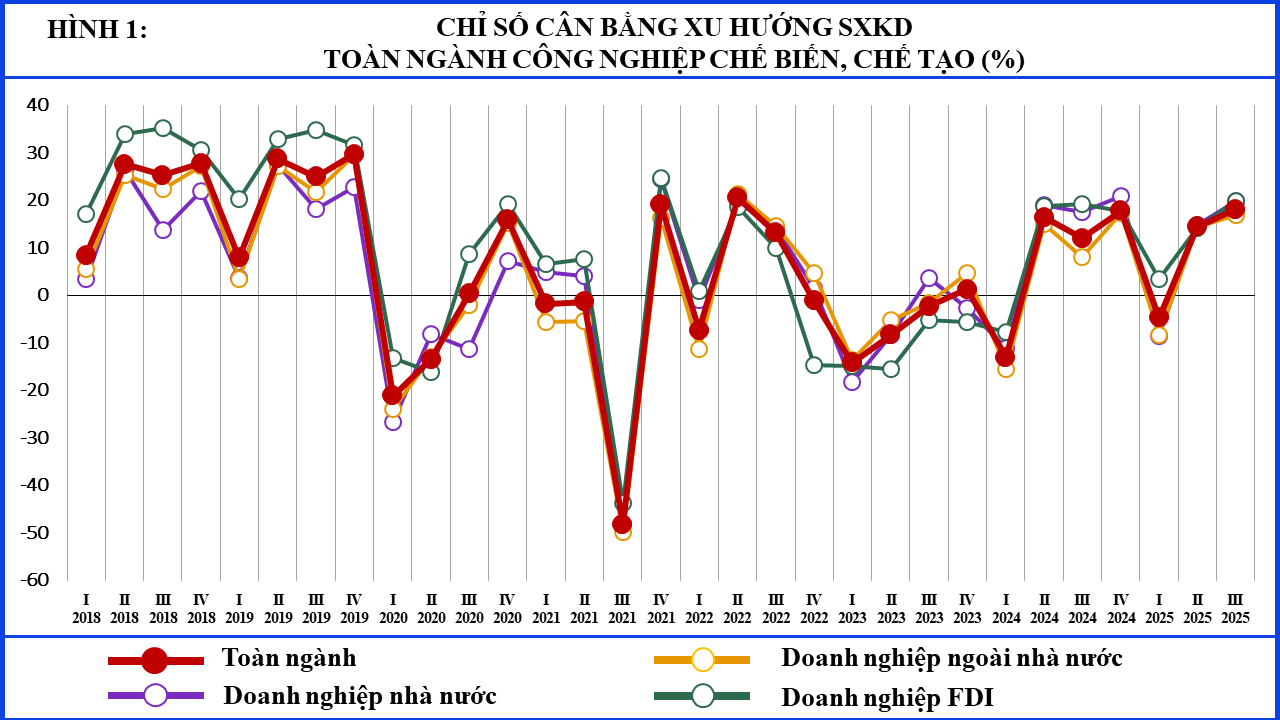 HÌNH 1:
CHỈ SỐ CÂN BẰNG XU HƯỚNG SXKD
TOÀN NGÀNH CÔNG NGHIỆP CHẾ BIẾN, CHẾ TẠO (%)
40
30
20
10
0
-10
-20
-30
-40
-50
-60
I II III IV I II III IV I II III IV I II III IV I II III IV I II III IV I II III IV I II III
2018 2018 2018 2018 2019 2019 2019 2019 2020 2020 2020 2020 2021 2021 2021 2021 2022 2022 2022 2022 2023 2023 2023 2023 2024 2024 2024 2024 2025 2025 2025
Toàn ngành
Doanh nghiệp ngoài nhà nước
Doanh nghiệp nhà nước
Doanh nghiệp FDI